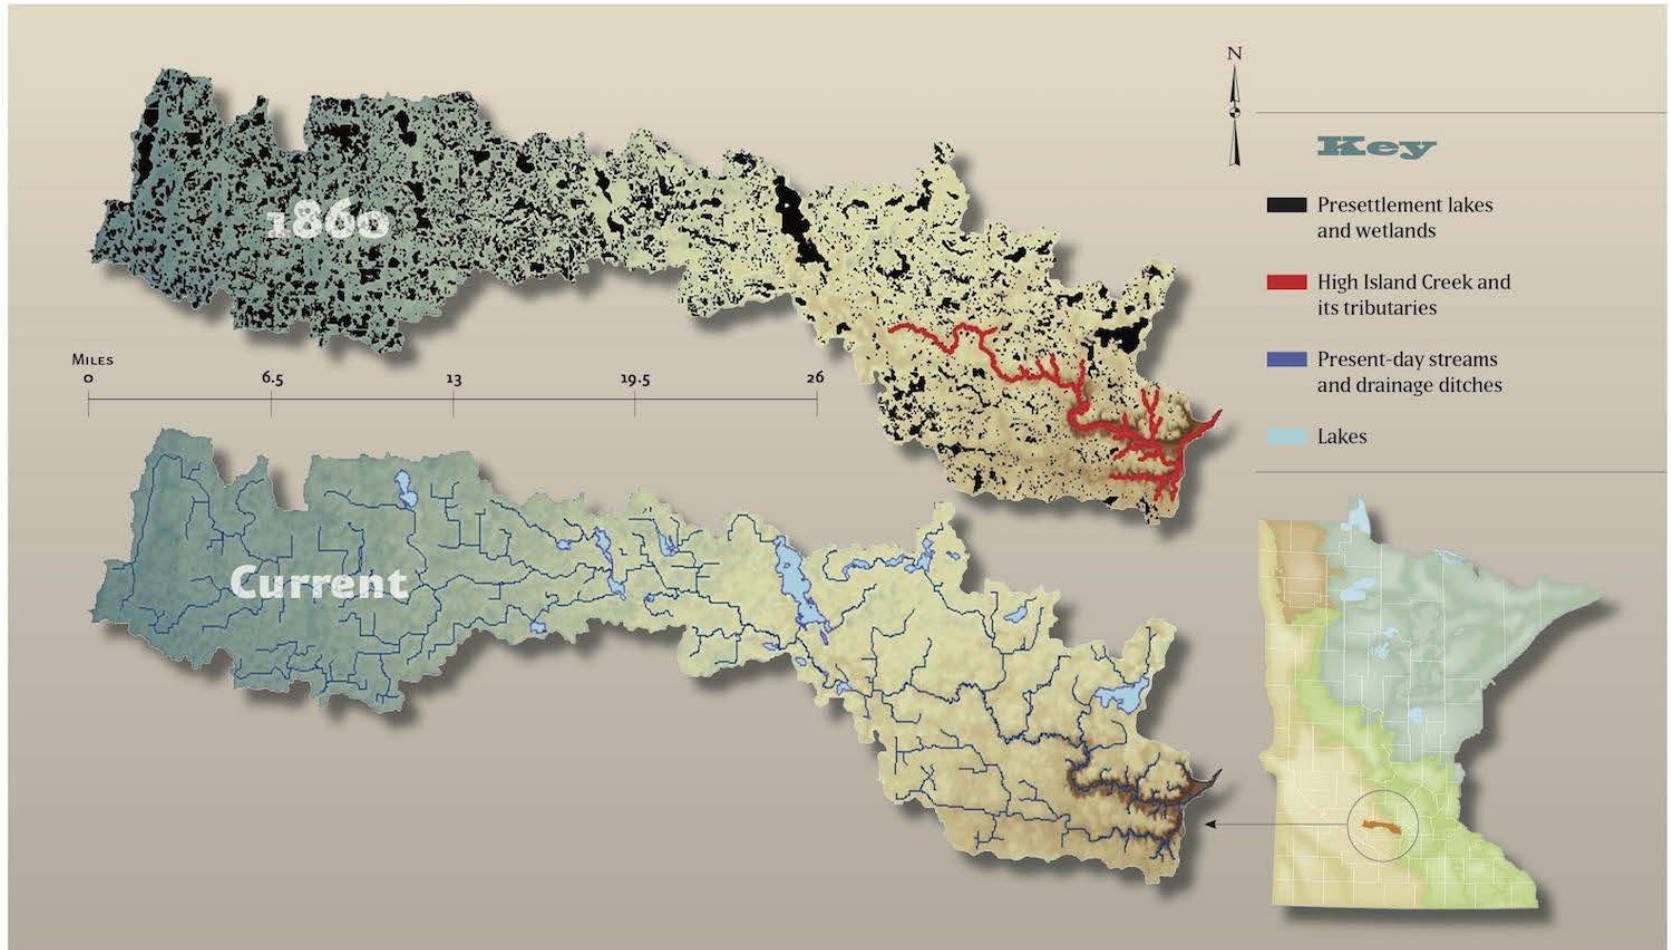 N
Key
Presettlement lakes
and wetlands
1860
High Island Creek and
its tributaries
Miles
0 6.5 13 19.5 26
Present-day streams
and drainage ditches
Lakes
Current